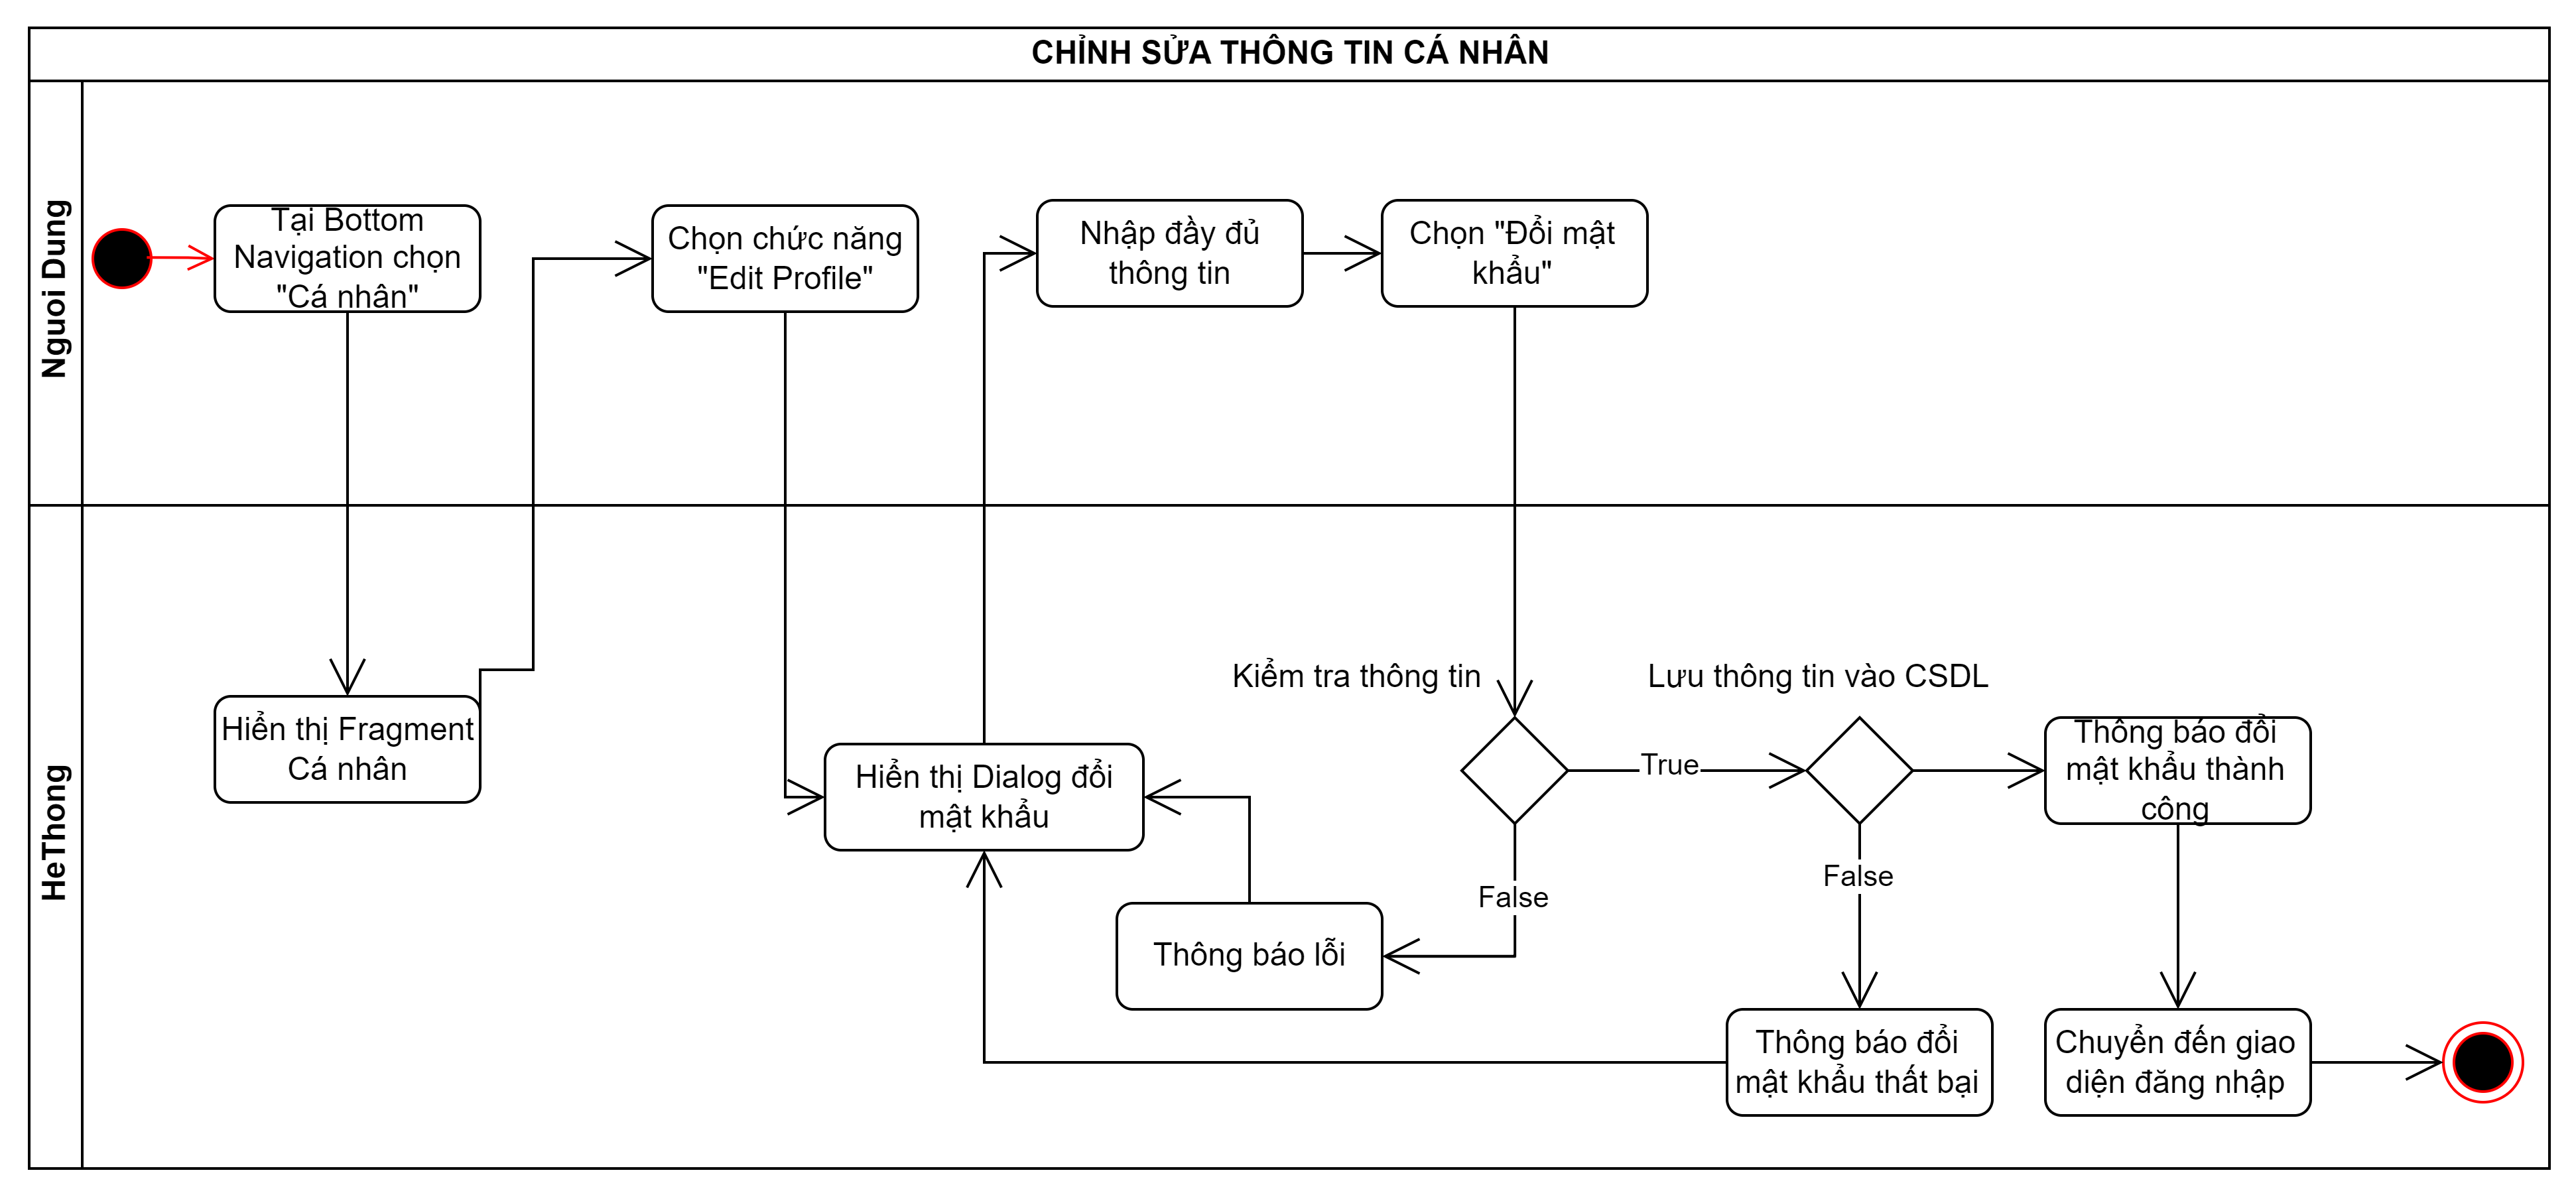 CHỈNH SỬA THÔNG TIN CÁ NHÂN
Nguoi Dung
Tại Bottom
Navigation chọn
"Cá nhân"
Chọn chức năng
"Edit Profile"
Nhập đầy đủ
thông tin
Chọn "Đổi mật
khẩu"
HeThong
Hiển thị Fragment
Cá nhân
Hiển thị Dialog đổi
mật khẩu
Kiểm tra thông tin
True
False
Thông báo lỗi
Lưu thông tin vào CSDL
False
Thông báo đổi
mật khẩu thành
công
Thông báo đổi
mật khẩu thất bại
Chuyển đến giao
diện đăng nhập